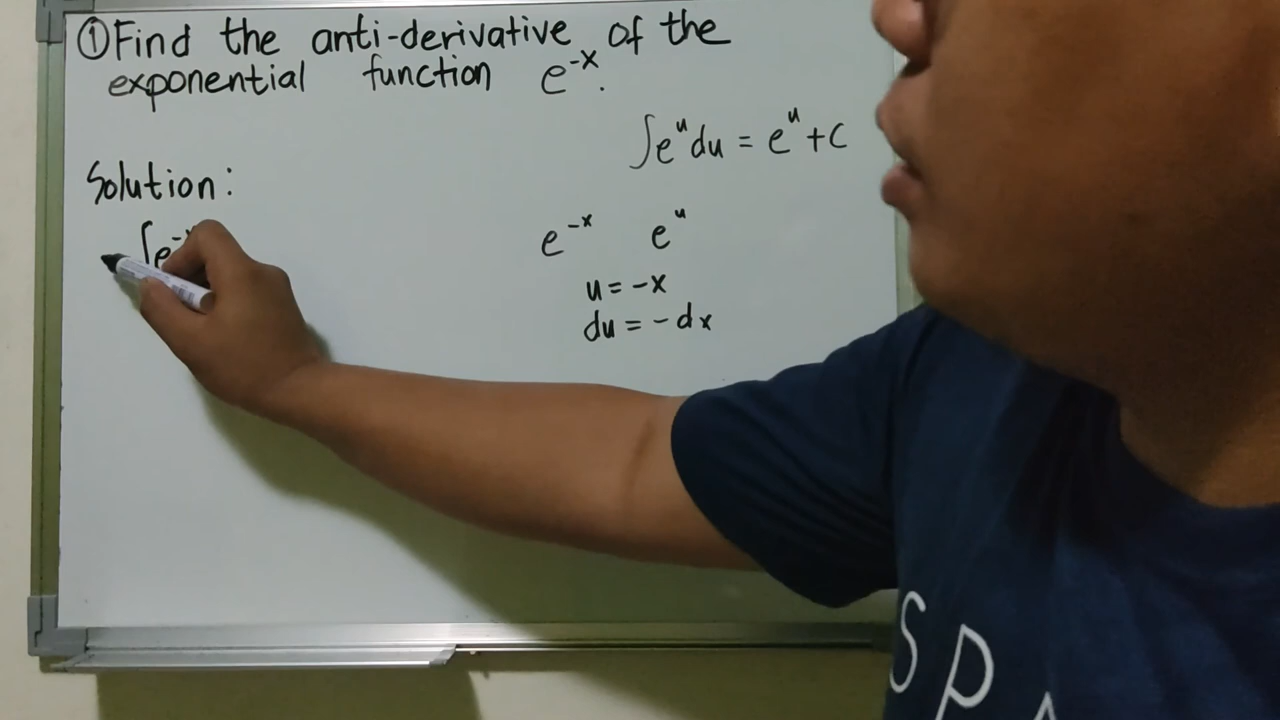 ①Find the anti-derivative of the
exponential function e^-x.
∫e^u du = e^u + C
Solution:
e^-x e^u
u = -x
du = -dx